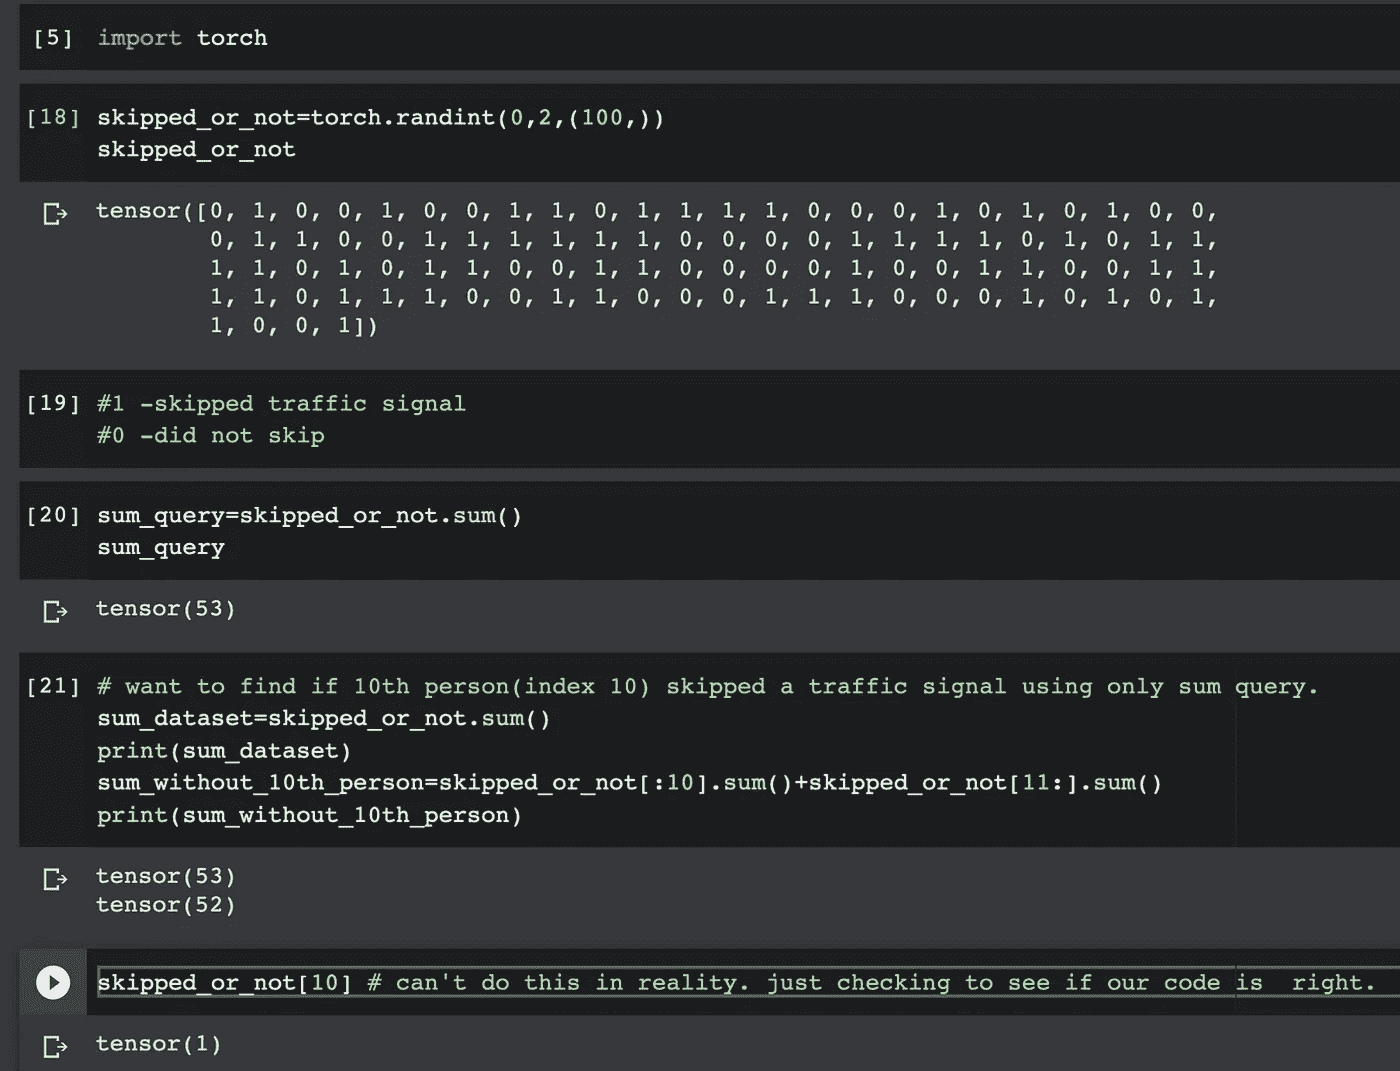 [5] import torch
[18] skipped_or_not=torch.randint(0,2,(100,))
skipped_or_not
tensor([0, 1, 0, 0, 1, 0, 0, 1, 1, 0, 1, 1, 1, 1, 0, 0, 0, 1, 0, 1, 0, 1, 0, 0,
0, 1, 1, 0, 0, 1, 1, 1, 1, 1, 1, 0, 0, 0, 0, 1, 1, 1, 1, 0, 1, 0, 1, 1,
1, 1, 0, 1, 0, 1, 1, 0, 0, 1, 1, 0, 0, 0, 0, 1, 0, 0, 1, 1, 0, 0, 1, 1,
1, 1, 0, 1, 1, 1, 0, 0, 1, 1, 0, 0, 0, 1, 1, 1, 0, 0, 0, 1, 0, 1, 0, 1,
1, 0, 0, 1])
[19] #1 -skipped traffic signal
#0 -did not skip
[20] sum_query=skipped_or_not.sum()
sum_query
tensor(53)
[21] # want to find if 10th person(index 10) skipped a traffic signal using only sum query.
sum_dataset=skipped_or_not.sum()
print(sum_dataset)
sum_without_10th_person=skipped_or_not[:10].sum()+skipped_or_not[11:].sum()
print(sum_without_10th_person)
tensor(53)
tensor(52)
skipped_or_not[10] # can't do this in reality. just checking to see if our code is  right.
tensor(1)